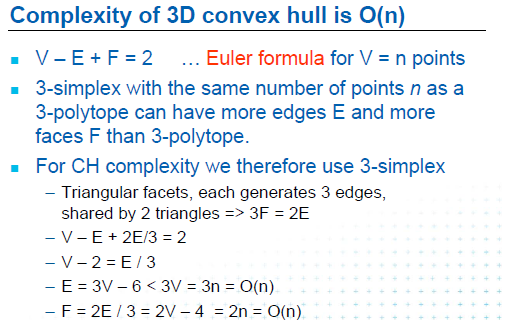 Complexity of 3D convex hull is O(n)
▪ V – E + F = 2 … Euler formula for V = n points
▪ 3-simplex with the same number of points n as a
3-polytope can have more edges E and more
faces F than 3-polytope.
▪ For CH complexity we therefore use 3-simplex
– Triangular facets, each generates 3 edges,
shared by 2 triangles => 3F = 2E
– V – E + 2E/3 = 2
– V – 2 = E / 3
– E = 3V – 6 < 3V = 3n = O(n)
– F = 2E / 3 = 2V – 4 = 2n = O(n)